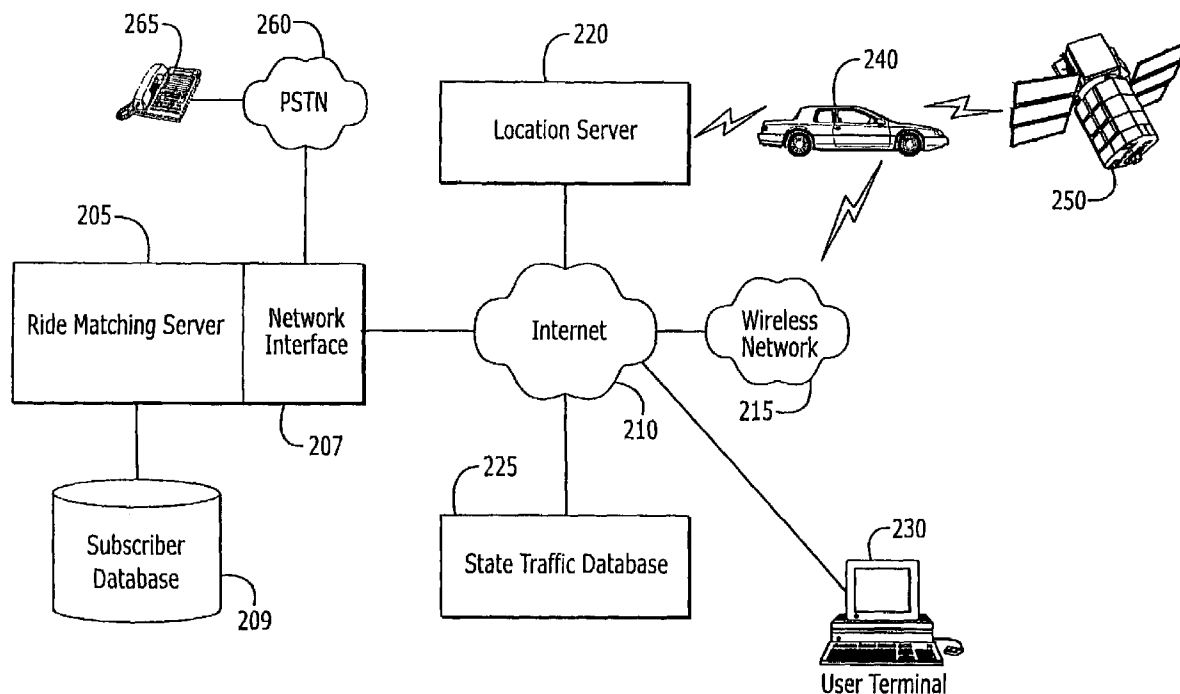 265
260
PSTN
220
Location Server
240
250
205
Ride Matching Server
Network
Interface
207
Internet
210
Wireless
Network
215
Subscriber
Database
209
225
State Traffic Database
230
User Terminal